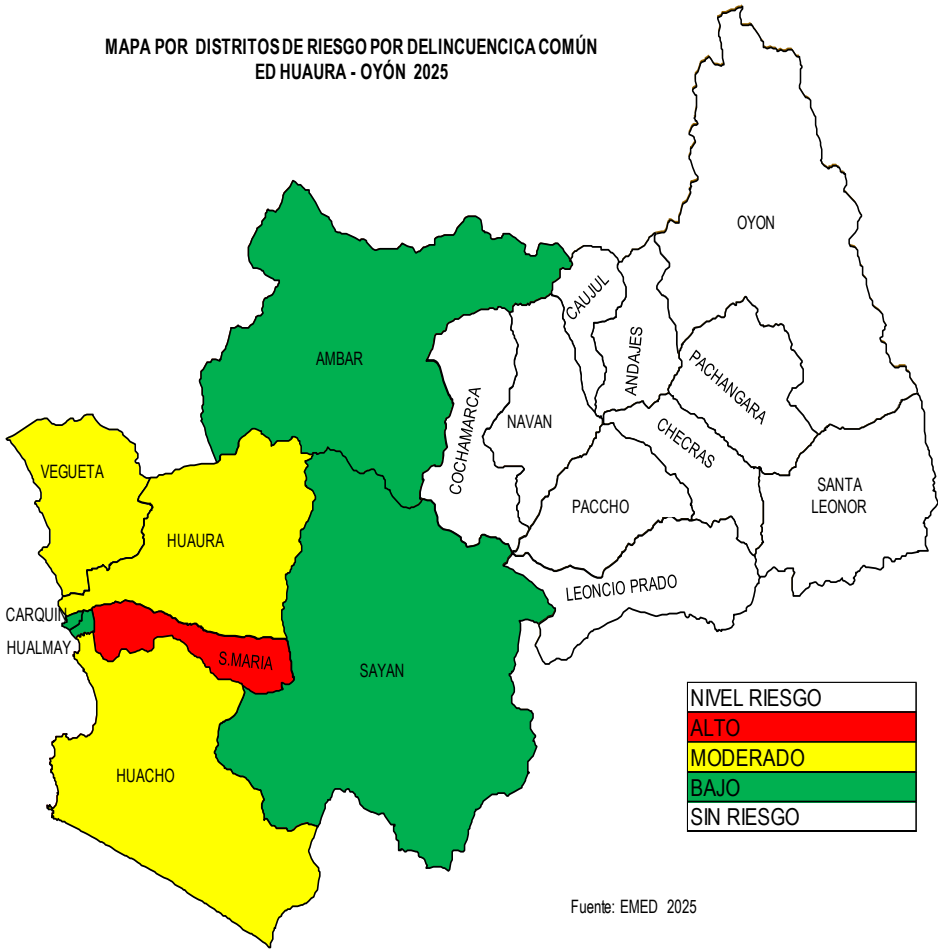 MAPA POR DISTRITOS DE RIESGO POR DELINCUENCICA COMÚN
ED HUAURA - OYÓN 2025
OYON
CAUJUL
ANDAJES
AMBAR
PACHANGARA
COCHAMARCA
NAVAN
CHECRAS
VEGUETA
SANTA
LEONOR
PACCHO
HUAURA
LEONCIO PRADO
CARQUIN
HUALMAY
S.MARIA
SAYAN
HUACHO
NIVEL RIESGO
ALTO
MODERADO
BAJO
SIN RIESGO
Fuente: EMED 2025